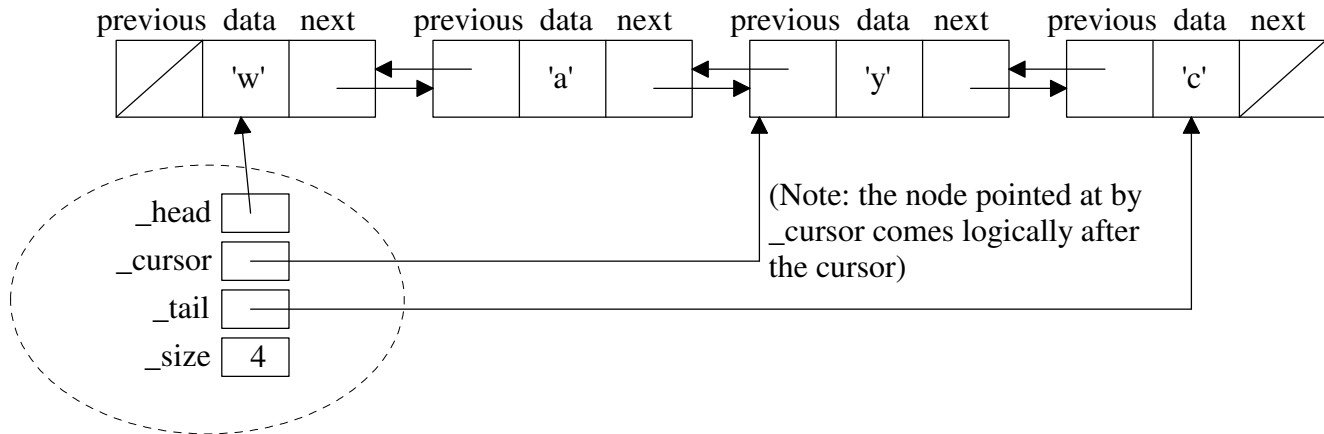 previous data next previous data next previous data next previous data next
'w' 'a' 'y' 'c'
_head
(Note: the node pointed at by
_cursor comes logically after
the cursor)
_cursor
_tail
_size 4